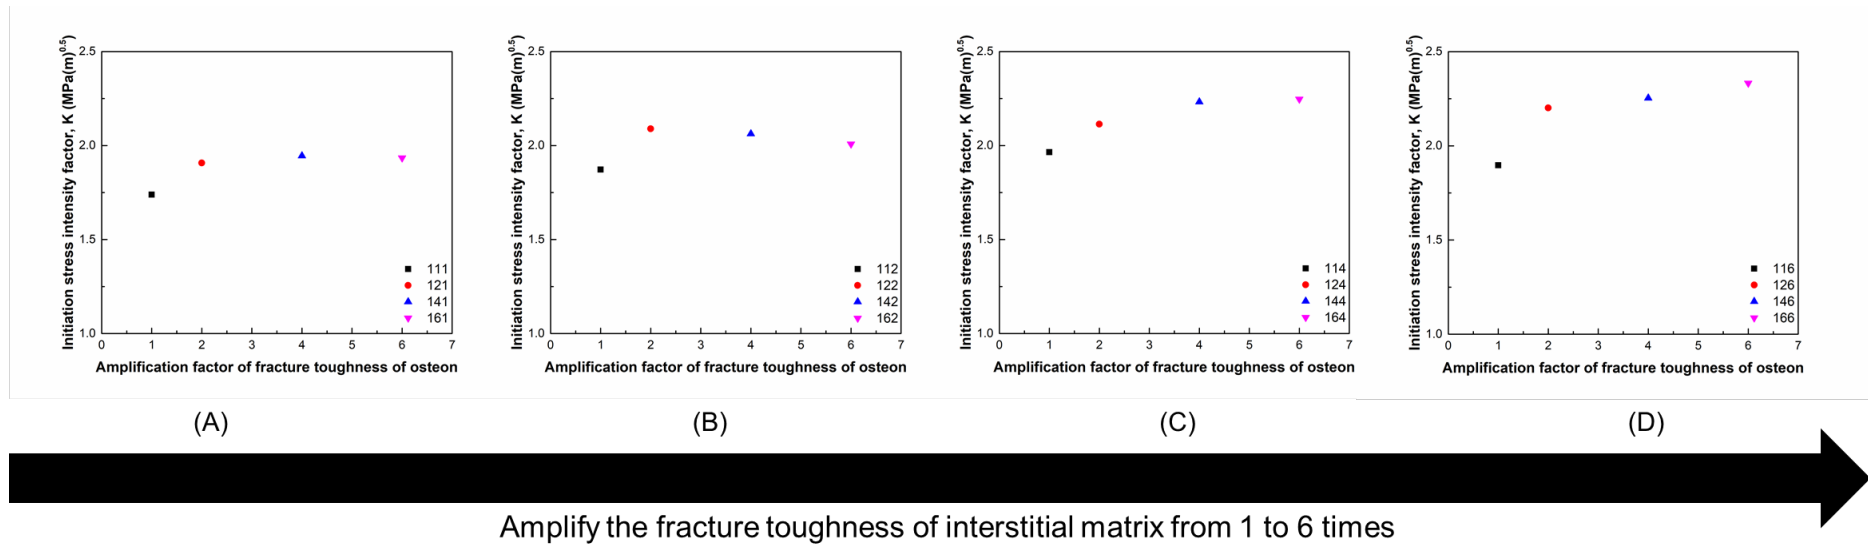 Initiation stress intensity factor, K (MPa(m)^0.5)
2.5
2.0
1.5
1.0
0 1 2 3 4 5 6 7
111
121
141
161
Amplification factor of fracture toughness of osteon
(A)
Initiation stress intensity factor, K (MPa(m)^0.5)
2.5
2.0
1.5
1.0
0 1 2 3 4 5 6 7
112
122
142
162
Amplification factor of fracture toughness of osteon
(B)
Initiation stress intensity factor, K (MPa(m)^0.5)
2.5
2.0
1.5
1.0
0 1 2 3 4 5 6 7
114
124
144
164
Amplification factor of fracture toughness of osteon
(C)
Initiation stress intensity factor, K (MPa(m)^0.5)
2.5
2.0
1.5
1.0
0 1 2 3 4 5 6 7
116
126
146
166
Amplification factor of fracture toughness of osteon
(D)
Amplify the fracture toughness of interstitial matrix from 1 to 6 times